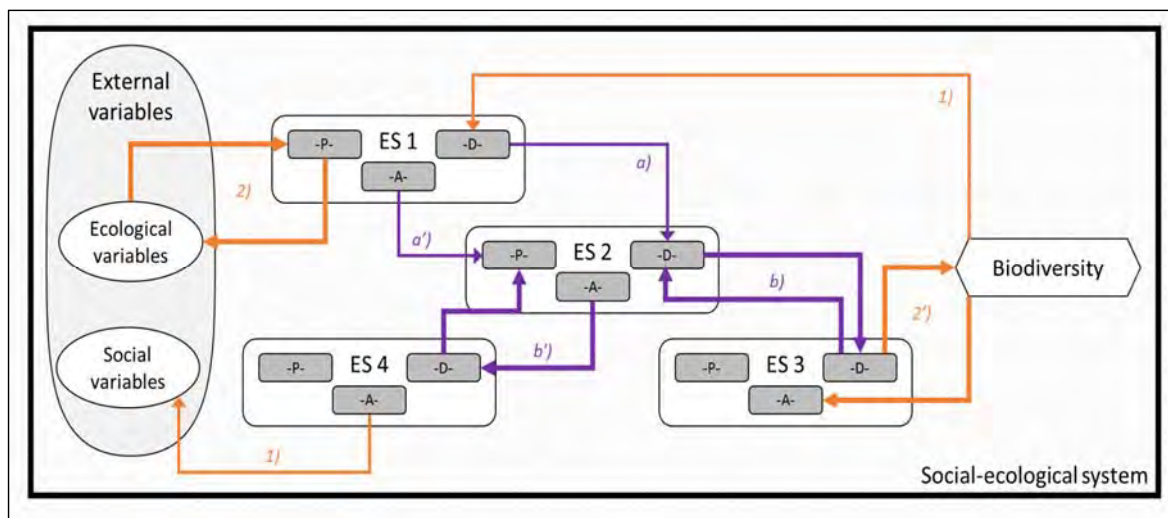 External
variables
1)
-P- ES 1 -D-
-A-
a)
2)
Ecological
variables
a')
-P- ES 2 -D-
-A-
Biodiversity
b)
2')
Social
variables
b')
-P- ES 4 -D-
-A-
-P- ES 3 -D-
-A-
1)
Social-ecological system